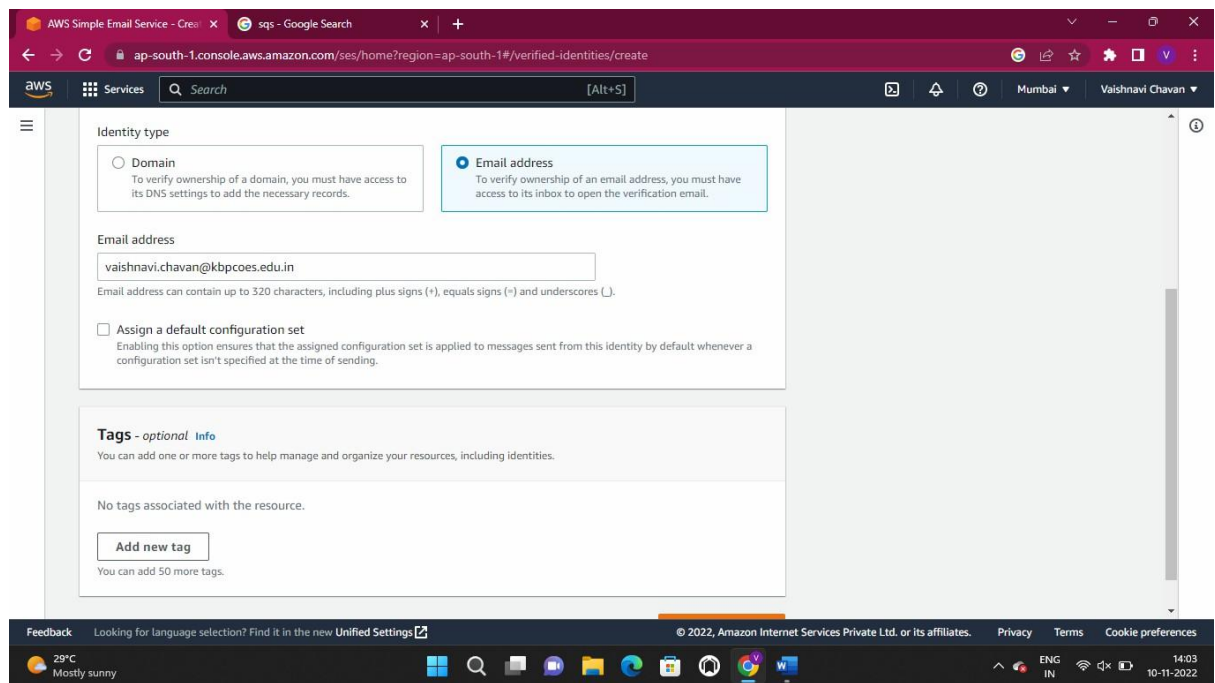 AWS Simple Email Service - Crea
sqs - Google Search
ap-south-1.console.aws.amazon.com/ses/home?region=ap-south-1#/verified-identities/create
V
aws
Services
Search
[Alt+S]
Mumbai
Vaishnavi Chavan
Identity type
Domain
To verify ownership of a domain, you must have access to
its DNS settings to add the necessary records.
Email address
To verify ownership of an email address, you must have
access to its inbox to open the verification email.
Email address
vaishnavi.chavan@kbpcoes.edu.in
Email address can contain up to 320 characters, including plus signs (+), equals signs (=) and underscores (_).
Assign a default configuration set
Enabling this option ensures that the assigned configuration set is applied to messages sent from this identity by default whenever a
configuration set isn't specified at the time of sending.
Tags - optional Info
You can add one or more tags to help manage and organize your resources, including identities.
No tags associated with the resource.
Add new tag
You can add 50 more tags.
Feedback
Looking for language selection? Find it in the new Unified Settings
© 2022, Amazon Internet Services Private Ltd. or its affiliates.
Privacy
Terms
Cookie preferences
29°C
Mostly sunny
V
W
ENG
IN
14:03
10-11-2022